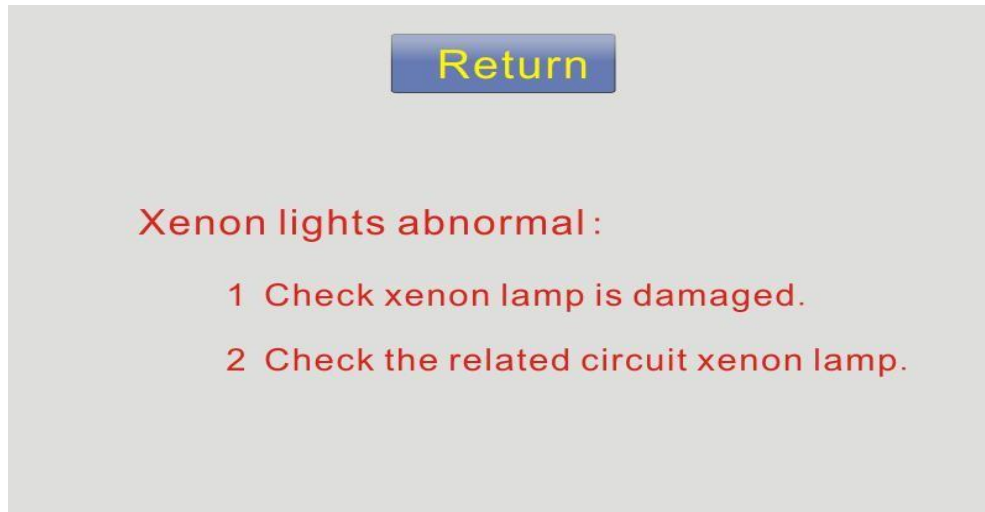 Return
Xenon lights abnormal:
1 Check xenon lamp is damaged.
2 Check the related circuit xenon lamp.